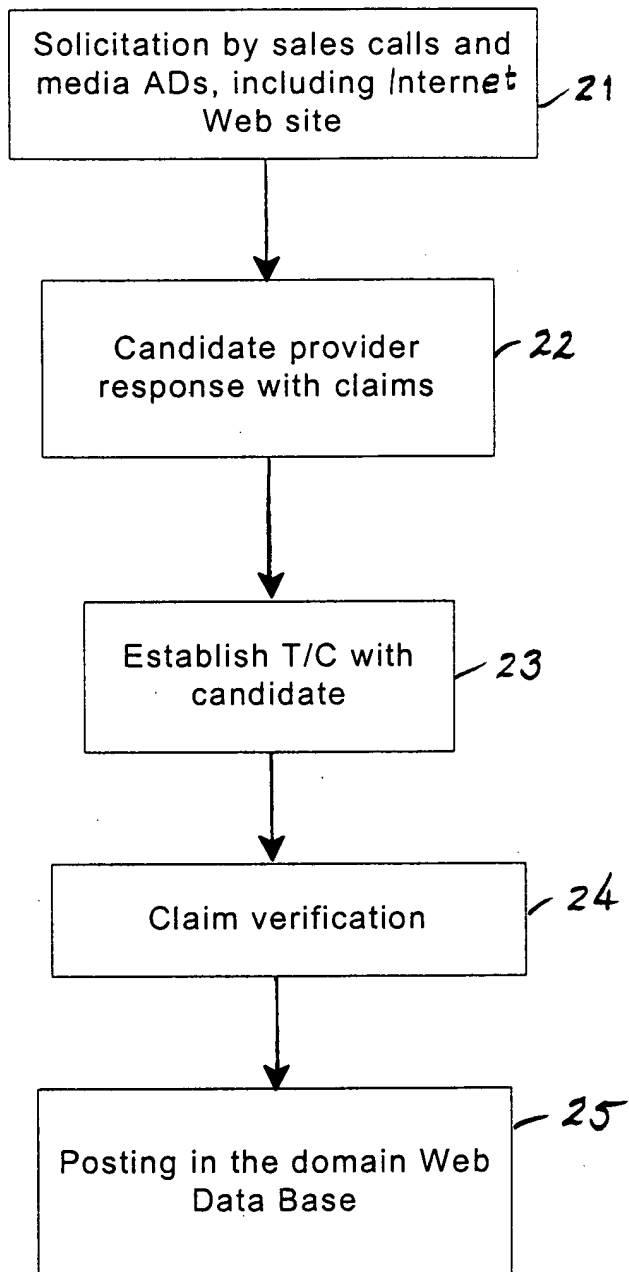 Solicitation by sales calls and
media ADs, including Internet
Web site
21
Candidate provider
response with claims
22
Establish T/C with
candidate
23
Claim verification
24
Posting in the domain Web
Data Base
25